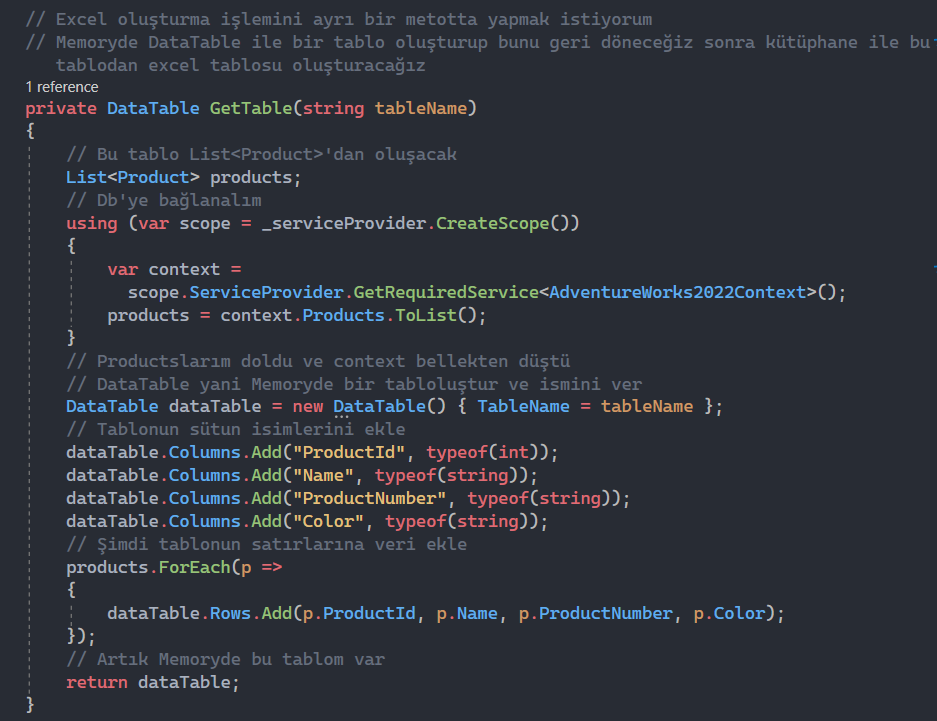 // Excel oluşturma işlemini ayrı bir metotta yapmak istiyorum
// Memoryde DataTable ile bir tablo oluşturup bunu geri döneceğiz sonra kütüphane ile bu
tablodan excel tablosu oluşturacağız
1 reference
private DataTable GetTable(string tableName)
{
// Bu tablo List<Product>'dan oluşacak
List<Product> products;
// Db'ye bağlanalım
using (var scope = _serviceProvider.CreateScope())
{
var context =
scope.ServiceProvider.GetRequiredService<AdventureWorks2022Context>();
products = context.Products.ToList();
}
// Productslarım doldu ve context bellekten düştü
// DataTable yani Memoryde bir tabloluştur ve ismini ver
DataTable dataTable = new DataTable() { TableName = tableName };
// Tablonun sütun isimlerini ekle
dataTable.Columns.Add("ProductId", typeof(int));
dataTable.Columns.Add("Name", typeof(string));
dataTable.Columns.Add("ProductNumber", typeof(string));
dataTable.Columns.Add("Color", typeof(string));
// Şimdi tablonun satırlarına veri ekle
products.ForEach(p =>
{
dataTable.Rows.Add(p.ProductId, p.Name, p.ProductNumber, p.Color);
});
// Artık Memoryde bu tablom var
return dataTable;
}